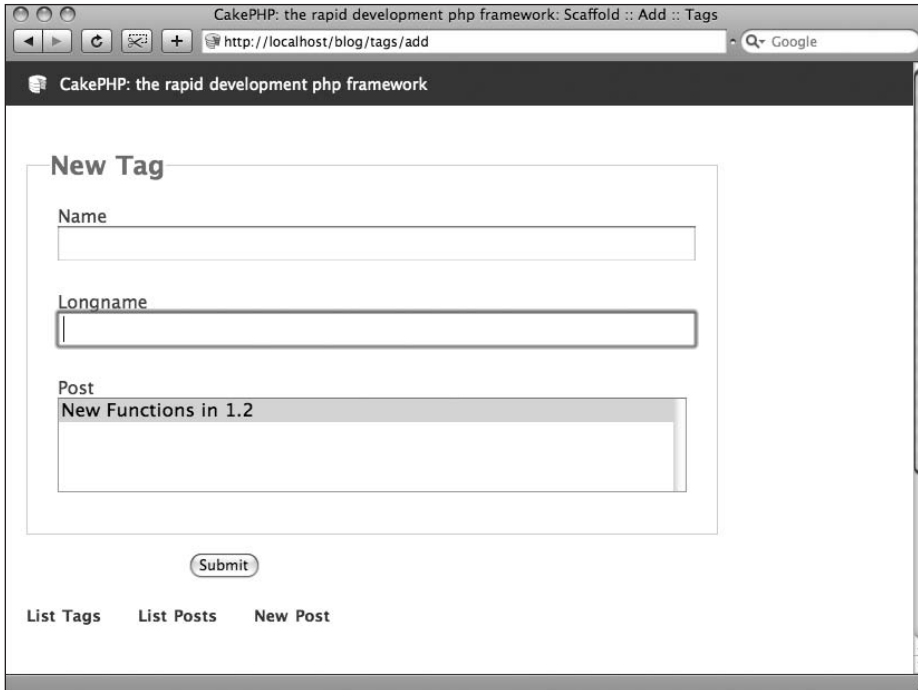 CakePHP: the rapid development php framework: Scaffold :: Add :: Tags
http://localhost/blog/tags/add
Google
CakePHP: the rapid development php framework
New Tag
Name
Longname
Post
New Functions in 1.2
Submit
List Tags List Posts New Post